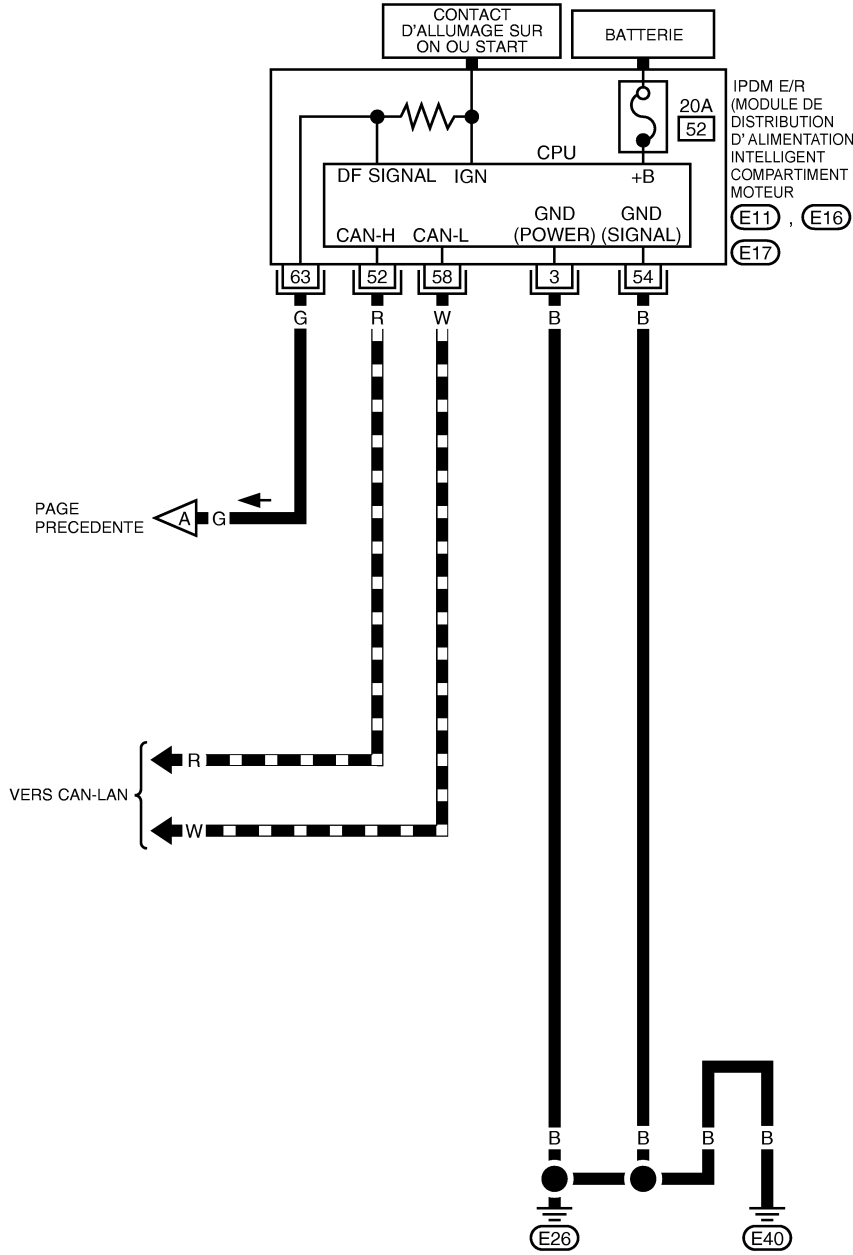 CONTACT
D'ALLUMAGE SUR
ON OU START
BATTERIE
IPDM E/R
(MODULE DE
DISTRIBUTION
D' ALIMENTATION
INTELLIGENT
COMPARTIMENT
MOTEUR
E11 , E16
E17
20A
52
CPU
DF SIGNAL IGN +B
GND
(POWER)
GND
(SIGNAL)
CAN-H CAN-L
63 52 58 3 54
G R W B B
PAGE
PRECEDENTE
A G
R
VERS CAN-LAN
W
B B B B
E26 E40